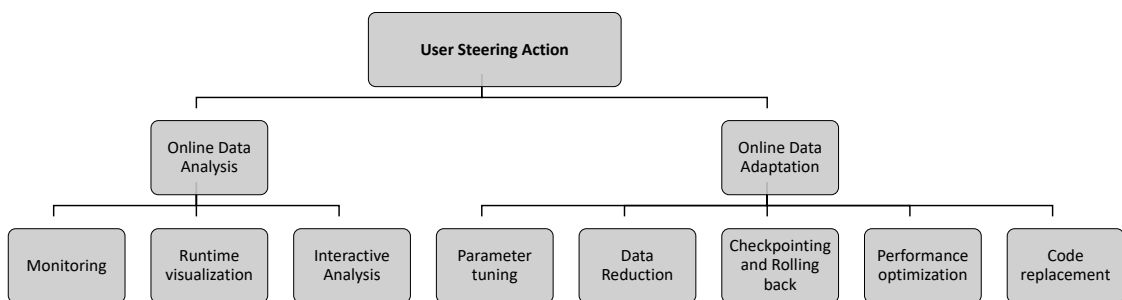 User Steering Action
Online Data
Analysis
Online Data
Adaptation
Monitoring
Runtime
visualization
Interactive
Analysis
Parameter
tuning
Data
Reduction
Checkpointing
and Rolling
back
Performance
optimization
Code
replacement